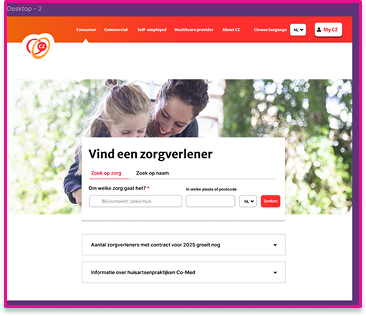 Desktop - 2
Consumer Commercial Self-employed Healthcare provider About CZ Choose language NL My CZ
CZ
Vind een zorgverlener
Zoek op zorg Zoek op naam
Om welke zorg gaat het? * In welke plaats of postcode
Bijvoorbeeld: ziekenhuis NL Zoeken
Aantal zorgverleners met contract voor 2025 groeit nog
Informatie over huisartsenpraktijken Co-Med